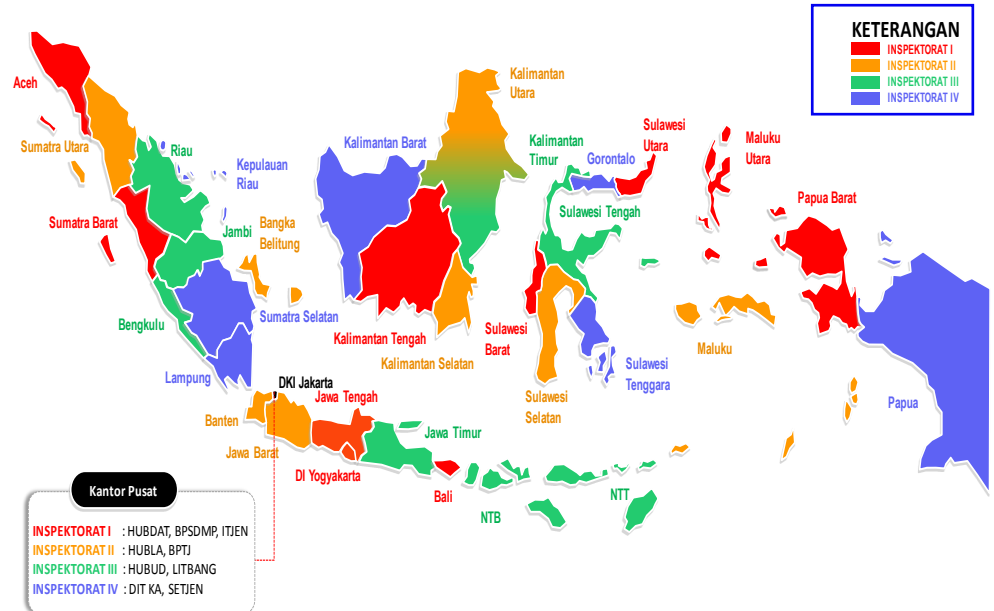 KETERANGAN
INSPEKTORAT I
INSPEKTORAT II
INSPEKTORAT III
INSPEKTORAT IV
Aceh
Sumatra Utara
Riau
Kepulauan
Riau
Sumatra Barat
Jambi
Bangka
Belitung
Bengkulu
Sumatra Selatan
Lampung
Kalimantan Barat
Kalimantan
Utara
Kalimantan
Timur
Kalimantan Tengah
Kalimantan Selatan
Gorontalo
Sulawesi
Utara
Sulawesi Tengah
Sulawesi
Barat
Sulawesi
Selatan
Sulawesi
Tenggara
Maluku
Utara
Maluku
Papua Barat
Papua
DKI Jakarta
Banten
Jawa Barat
Jawa Tengah
DI Yogyakarta
Jawa Timur
Bali
NTB
NTT
Kantor Pusat
INSPEKTORAT I : HUBDAT, BPSDMP, ITJEN
INSPEKTORAT II : HUBLA, BPTJ
INSPEKTORAT III : HUBUD, LITBANG
INSPEKTORAT IV : DIT KA, SETJEN